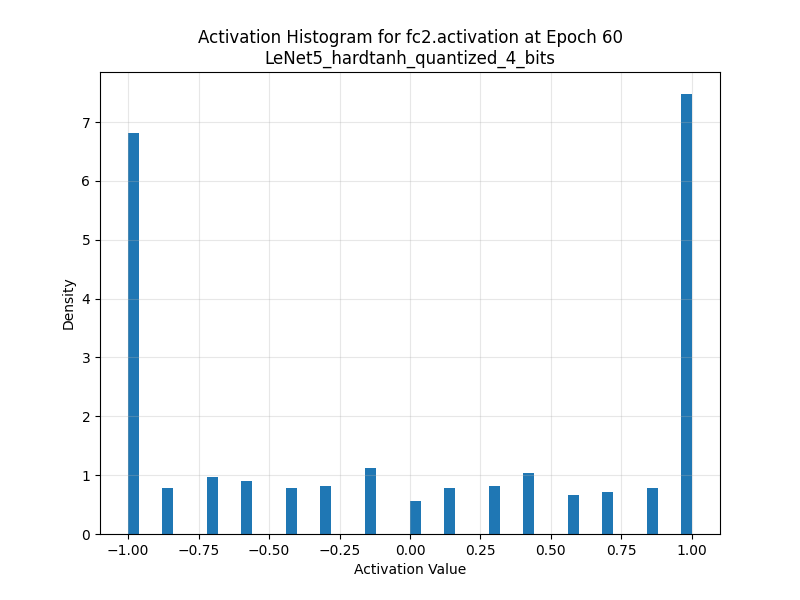 Activation Histogram for fc2.activation at Epoch 60
LeNet5_hardtanh_quantized_4_bits
Density
7
6
5
4
3
2
1
0
−1.00 −0.75 −0.50 −0.25 0.00 0.25 0.50 0.75 1.00
Activation Value